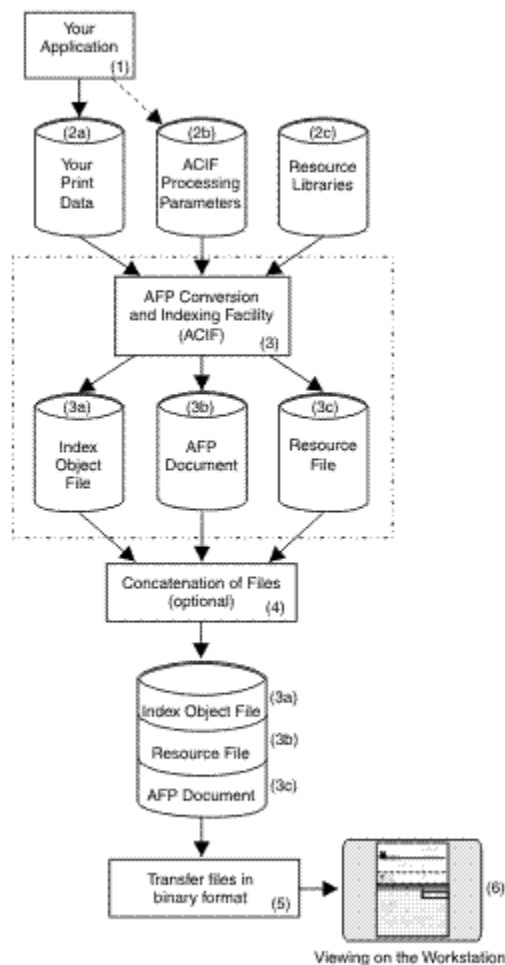 Your
Application
(1)
(2a)
Your
Print
Data
(2b)
ACIF
Processing
Parameters
(2c)
Resource
Libraries
AFP Conversion
and Indexing Facility
(ACIF)
(3)
(3a)
Index
Object
File
(3b)
AFP
Document
(3c)
Resource
File
Concatenation of Files
(optional)
(4)
Index Object File
(3a)
Resource File
(3b)
AFP Document
(3c)
Transfer files in
binary format
(5)
(6)
Viewing on the Workstation